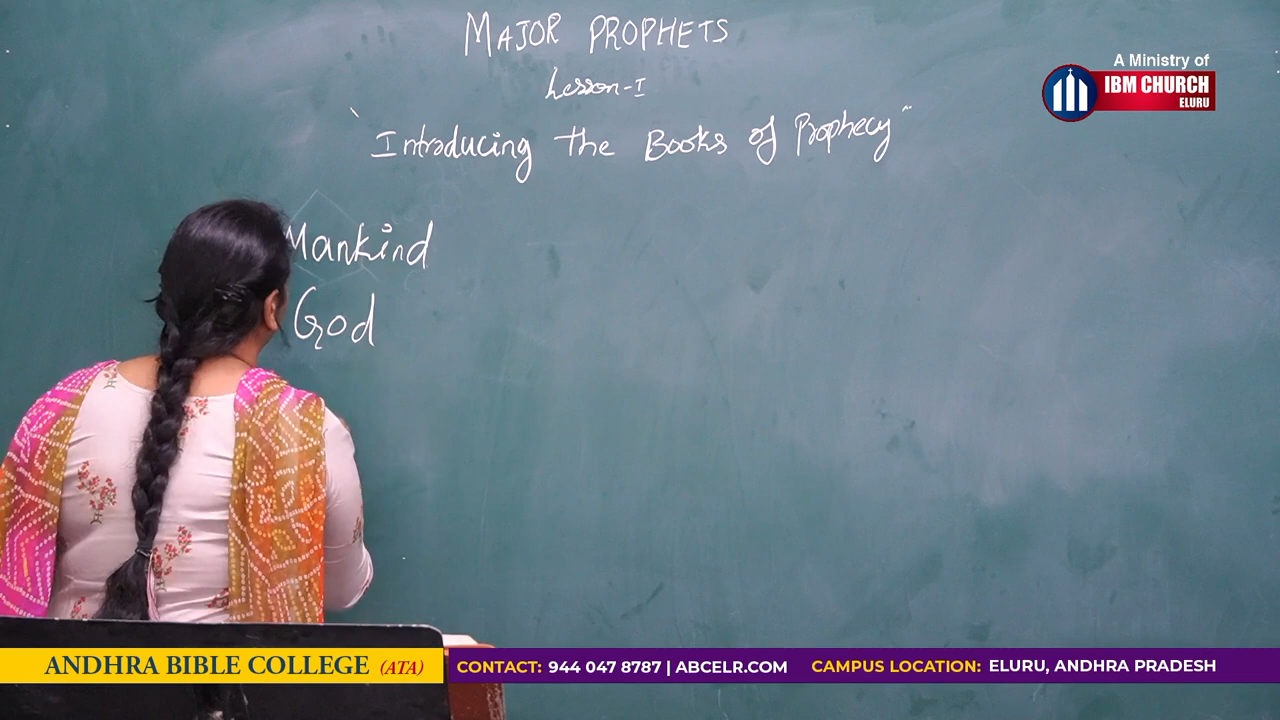 MAJOR PROPHETS
Lesson-I
"Introducing the Books of Prophecy"
Mankind
God
A Ministry of
IBM CHURCH
ELURU
ANDHRA BIBLE COLLEGE (ATA)
CONTACT: 944 047 8787 | ABCELR.COM
CAMPUS LOCATION: ELURU, ANDHRA PRADESH